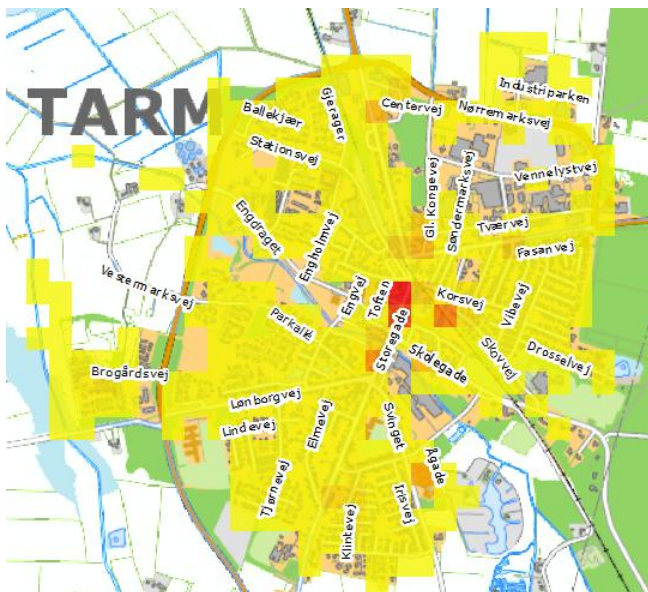 TARM
Industriparken
Ballekjær
Gjerager
Centervej
Nørremarksvej
Stationsvej
Gl. Kongevej
Søndermarksvej
Vennelystvej
Engdraget
Engholmvej
Tværvej
Fasanvej
Vestermarksvej
Engvej
Toften
Korsvej
Vibevej
Parkallé
Storegade
Skolegade
Skovvej
Drosselvej
Brogårdsvej
Lønborgvej
Lindevej
Elmevej
Svinget
Ågade
Tjørnevej
Klintevej
Irisvej